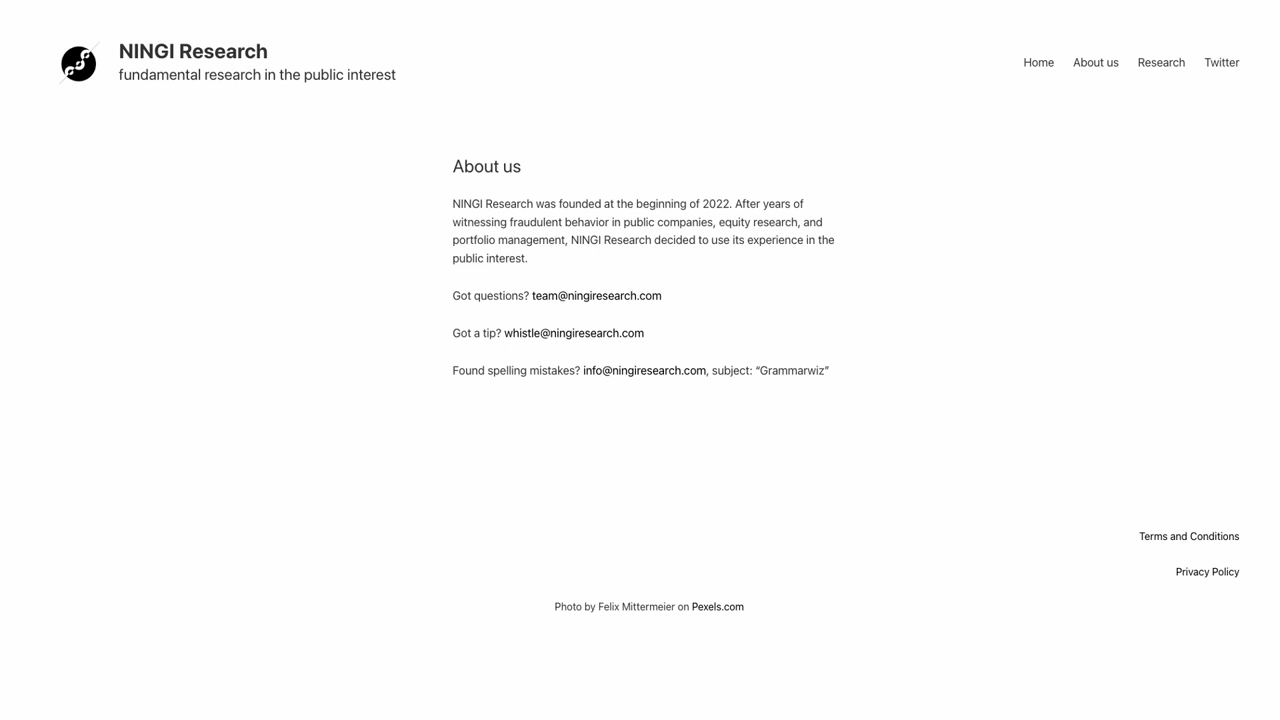 NINGI Research
fundamental research in the public interest
Home
About us
Research
Twitter
About us
NINGI Research was founded at the beginning of 2022. After years of
witnessing fraudulent behavior in public companies, equity research, and
portfolio management, NINGI Research decided to use its experience in the
public interest.
Got questions? team@ningiresearch.com
Got a tip? whistle@ningiresearch.com
Found spelling mistakes? info@ningiresearch.com, subject: “Grammarwiz”
Terms and Conditions
Privacy Policy
Photo by Felix Mittermeier on Pexels.com